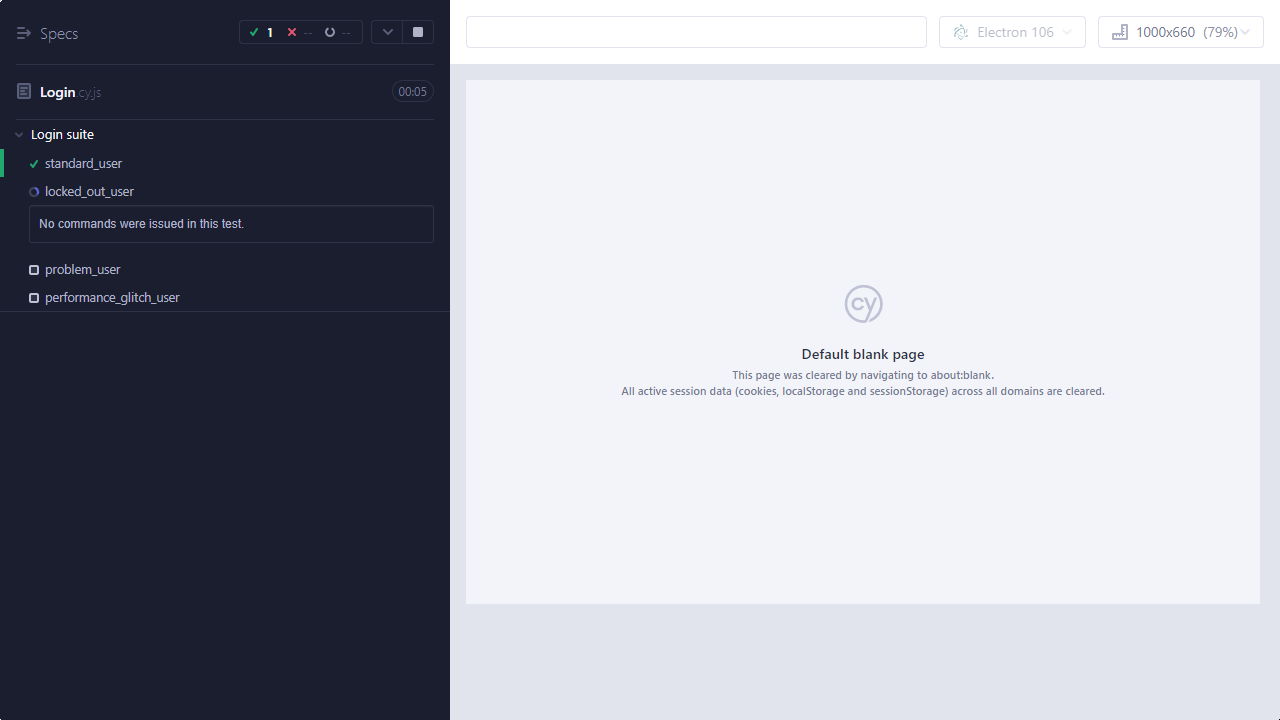 Specs
1 -- --
Electron 106
1000x660 (79%)
Login.cy.js
00:05
Login suite
standard_user
locked_out_user
No commands were issued in this test.
problem_user
performance_glitch_user
cy
Default blank page
This page was cleared by navigating to about:blank.
All active session data (cookies, localStorage and sessionStorage) across all domains are cleared.